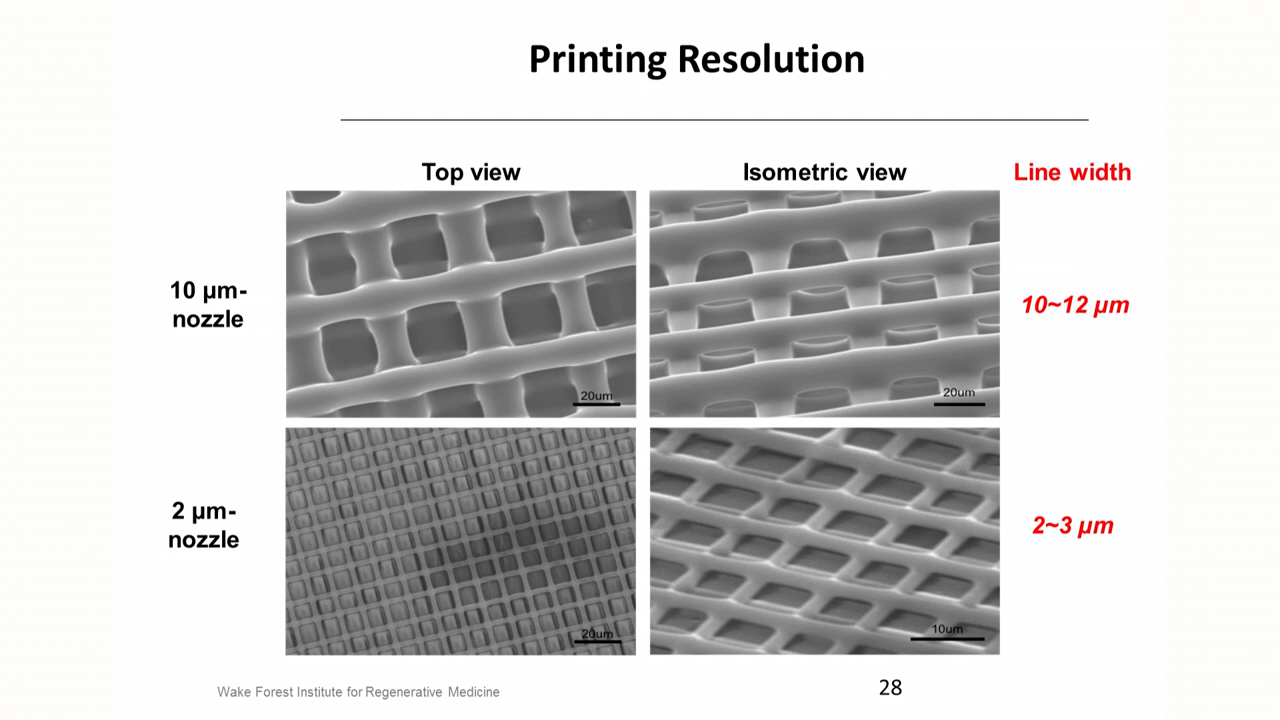 Printing Resolution
Top view
Isometric view
Line width
10 µm-
nozzle
20um
20um
10~12 µm
2 µm-
nozzle
20um
10um
2~3 µm
Wake Forest Institute for Regenerative Medicine
28